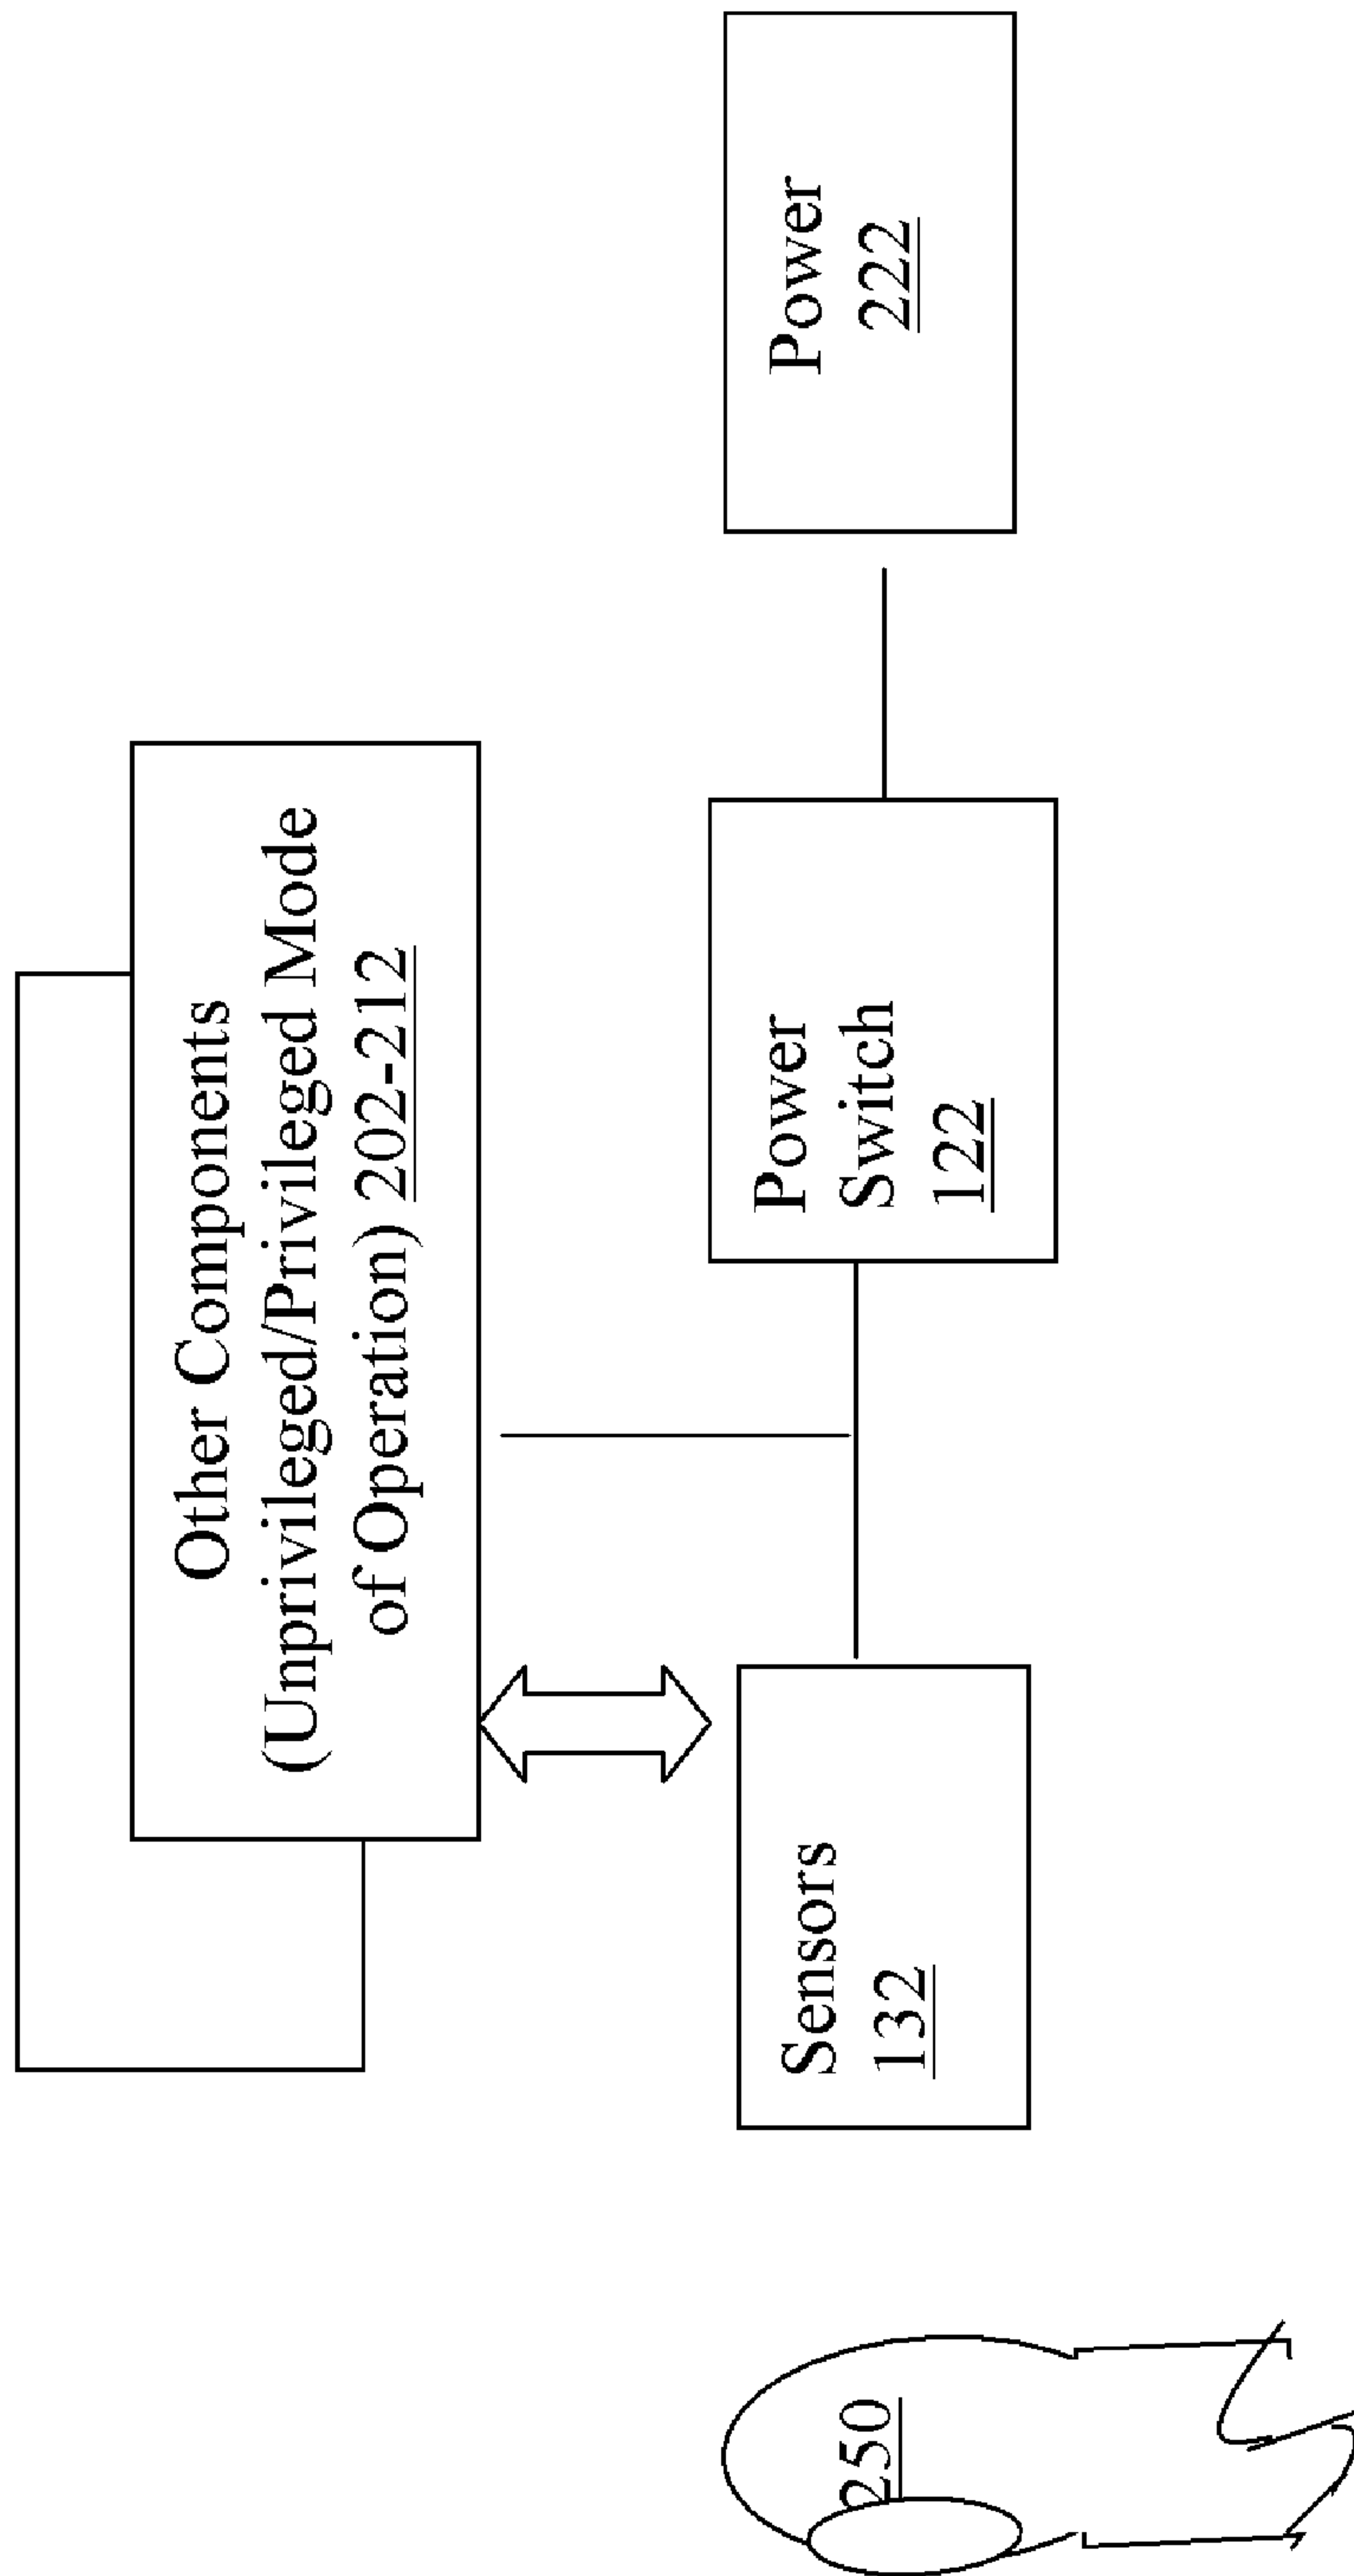 Other Components
(Unprivileged/Privileged Mode
of Operation) 202-212
Sensors
132
Power
Switch
122
Power
222
250